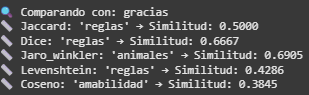 🔍 Comparando con: gracias
📏 Jaccard: 'reglas' → Similitud: 0.5000
📏 Dice: 'reglas' → Similitud: 0.6667
📏 Jaro_winkler: 'animales' → Similitud: 0.6905
📏 Levenshtein: 'reglas' → Similitud: 0.4286
📏 Coseno: 'amabilidad' → Similitud: 0.3845